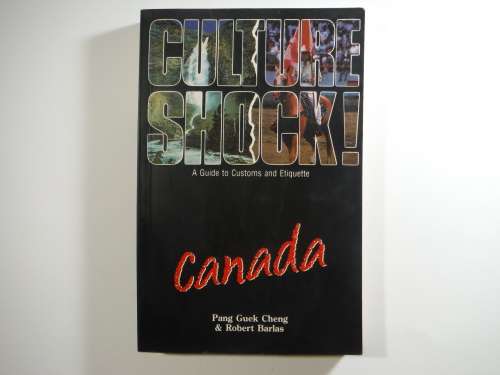 CULTURE
SHOCK!
A Guide to Customs and Etiquette
Canada
Pang Guek Cheng
& Robert Barlas